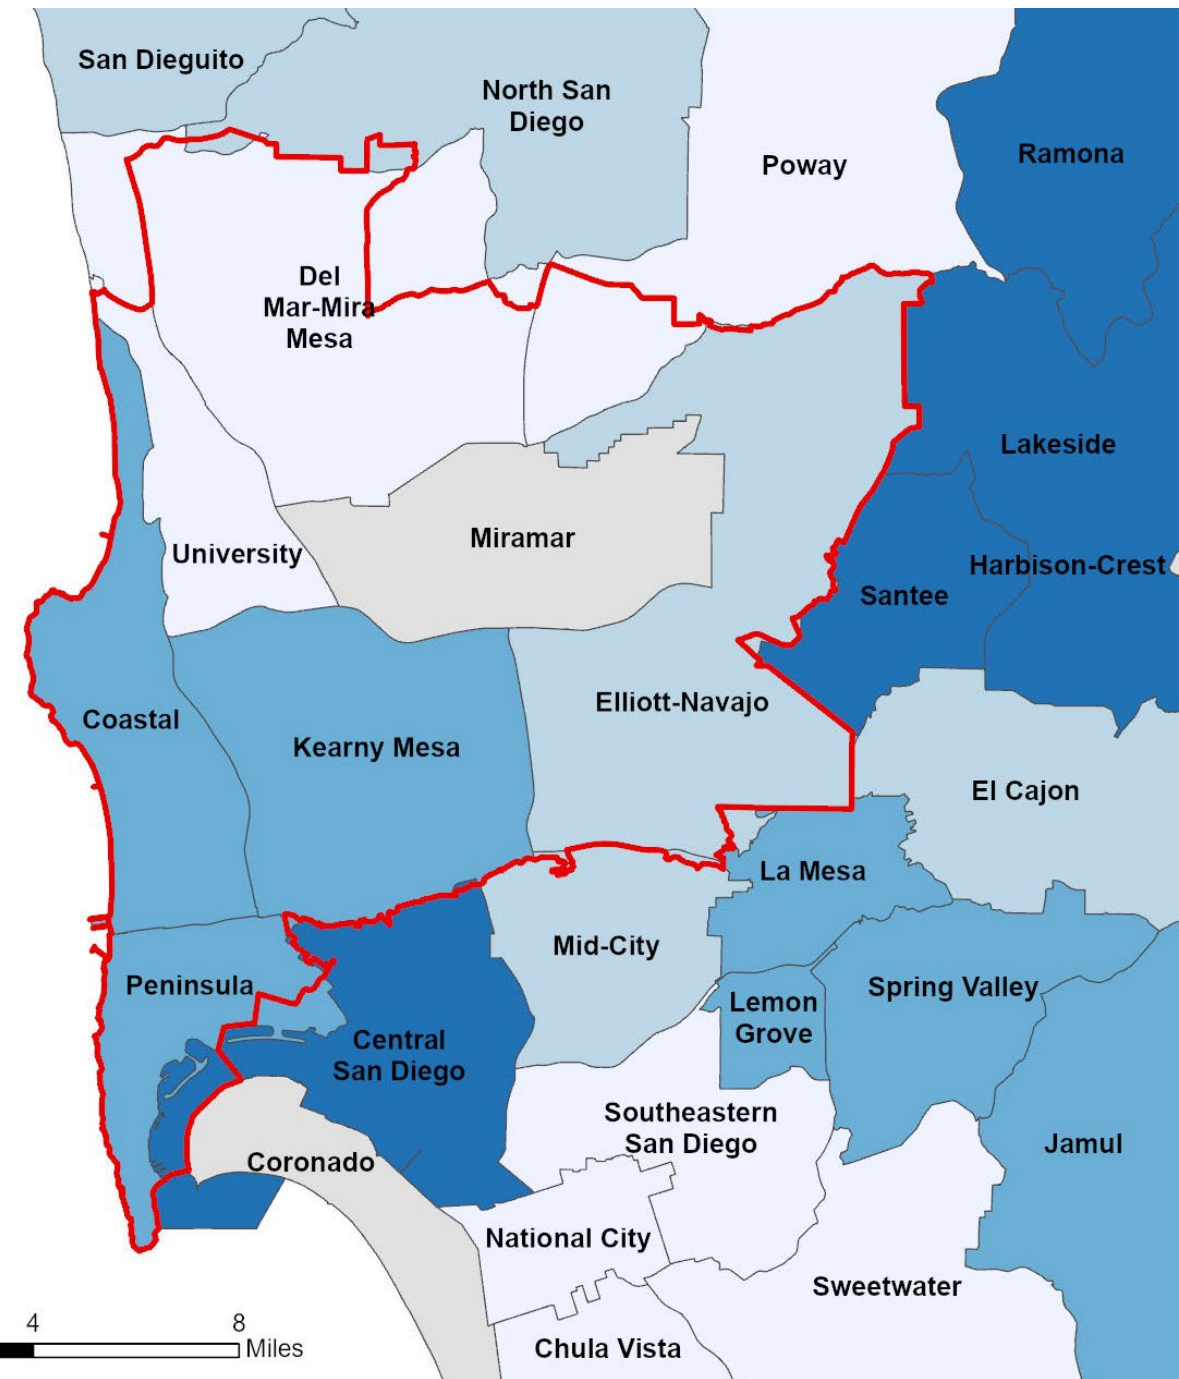 San Dieguito
North San
Diego
Poway
Ramona
Del
Mar-Mira
Mesa
Lakeside
Miramar
University
Harbison-Crest
Santee
Elliott-Navajo
Coastal
Kearny Mesa
El Cajon
La Mesa
Mid-City
Peninsula
Spring Valley
Lemon
Grove
Central
San Diego
Southeastern
San Diego
Jamul
Coronado
National City
Sweetwater
4 8
Miles
Chula Vista